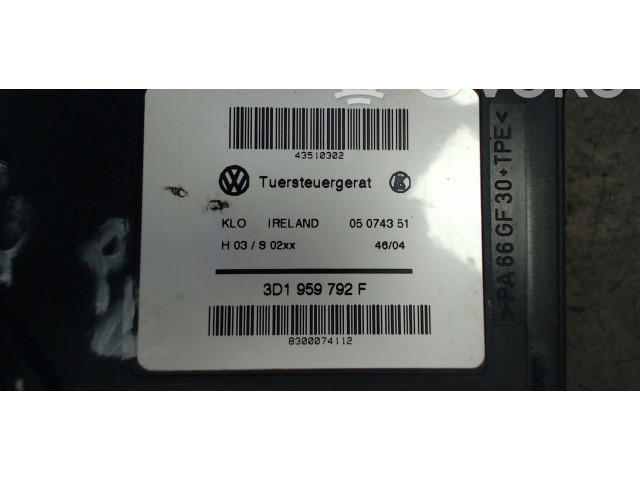 43510302
Tuersteuergerat
KLO IRELAND 05 0743 51
H 03 / S 02xx 46/04
3D1 959 792 F
8300074112
>PA 66 GF 30+TPE<